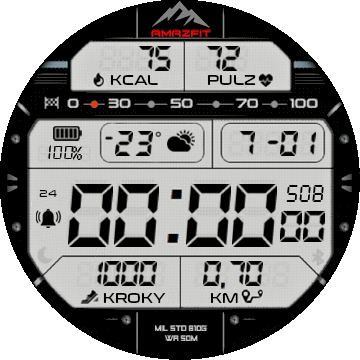 AMAZFIT
75 72
KCAL PULZ
0 30 50 70 100
100% -23° 7-01
24 00:00 SOB 00
1000 0,70
KROKY KM
MIL STD 810G
WR 50M